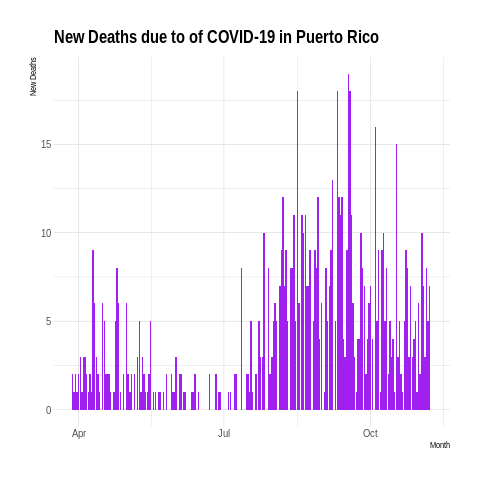 New Deaths due to of COVID-19 in Puerto Rico
New Deaths
15
10
5
0
Apr
Jul
Oct
Month